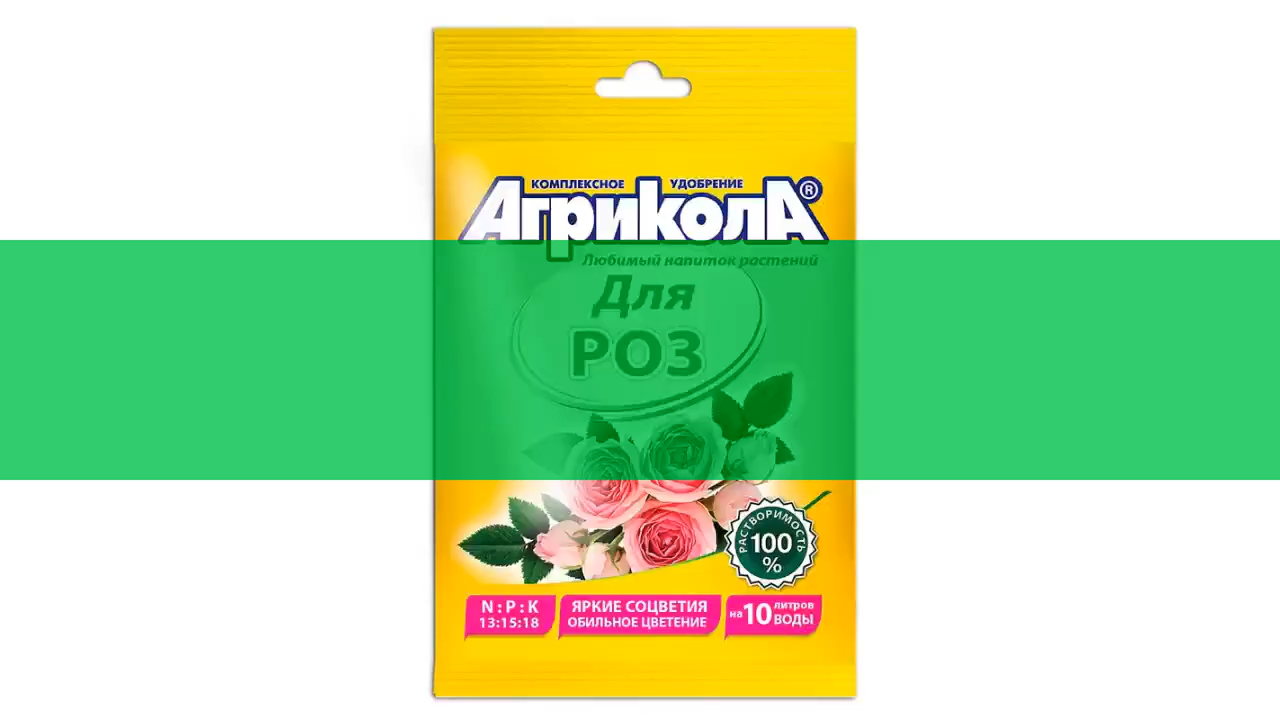 КОМПЛЕКСНОЕ УДОБРЕНИЕ
АгриколА®
Любимый напиток растений
Для
РОЗ
РАСТВОРИМОСТЬ
100
%
N : P : K
13:15:18
ЯРКИЕ СОЦВЕТИЯ
ОБИЛЬНОЕ ЦВЕТЕНИЕ
на 10 литров
ВОДЫ